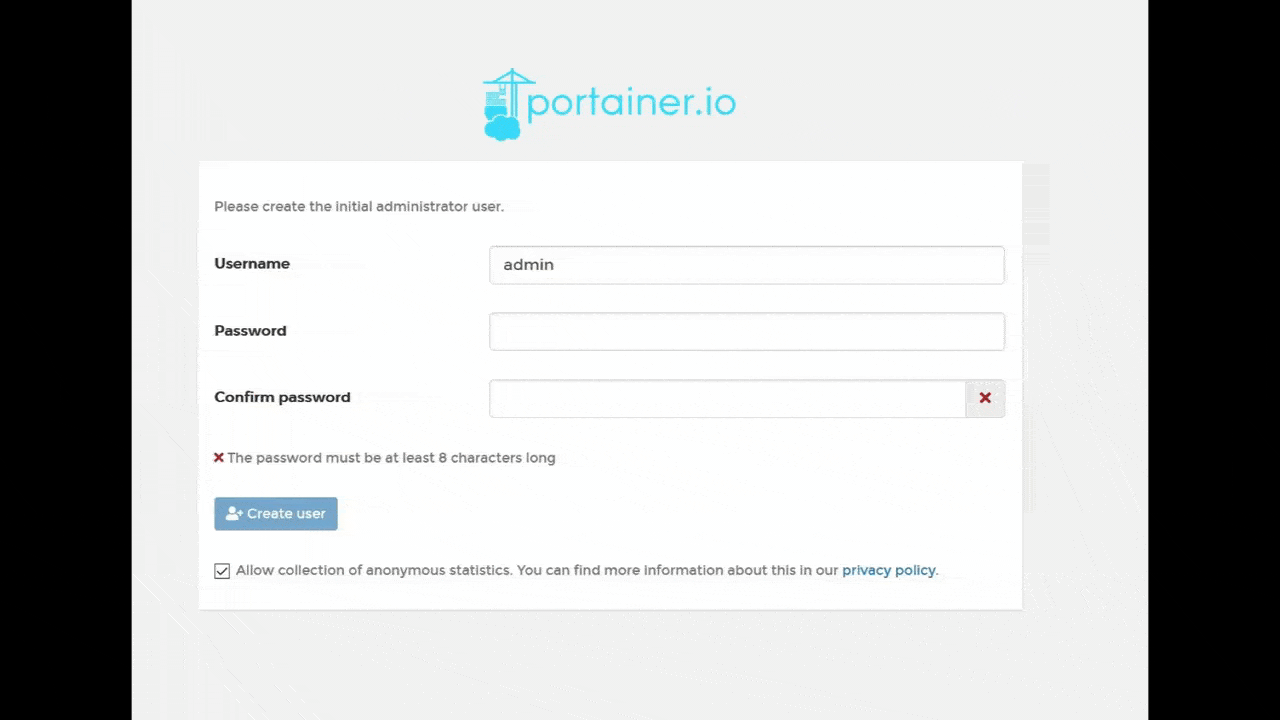 portainer.io
Please create the initial administrator user.
Username
admin
Password
Confirm password
The password must be at least 8 characters long
Create user
Allow collection of anonymous statistics. You can find more information about this in our privacy policy.